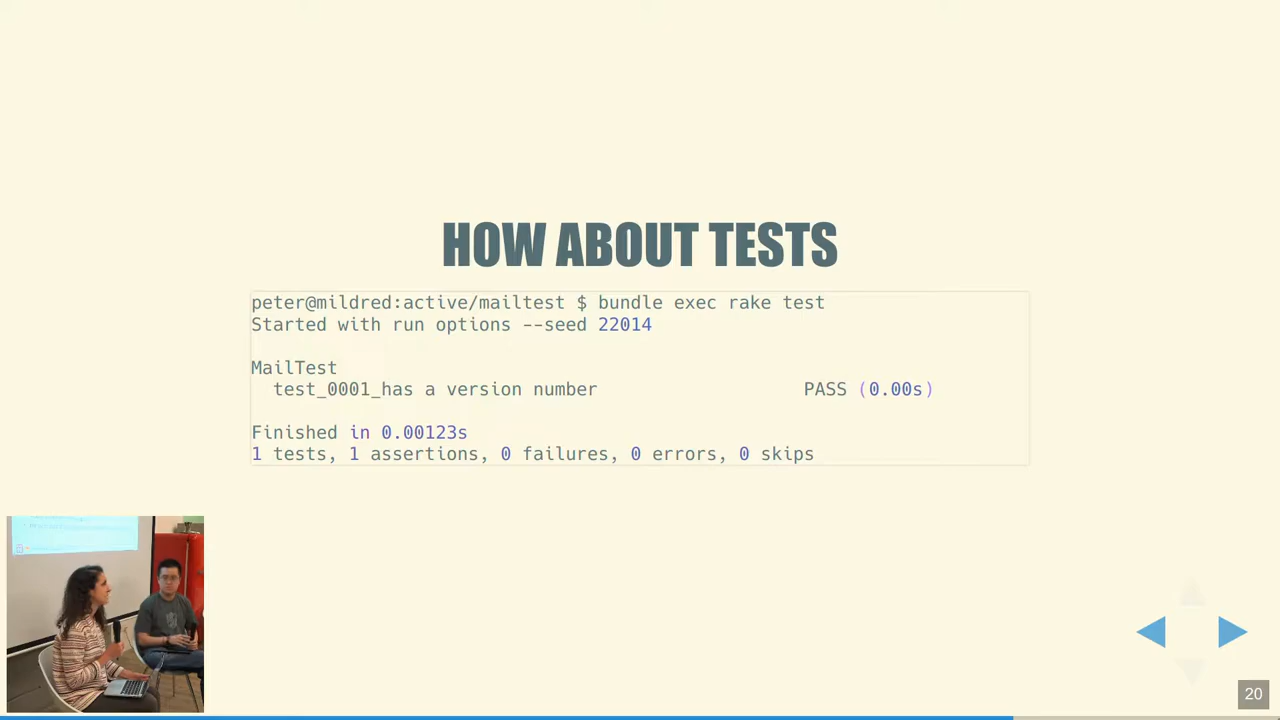 HOW ABOUT TESTS
peter@mildred:active/mailtest $ bundle exec rake test
Started with run options --seed 22014
MailTest
test_0001_has a version number PASS (0.00s)
Finished in 0.00123s
1 tests, 1 assertions, 0 failures, 0 errors, 0 skips
20